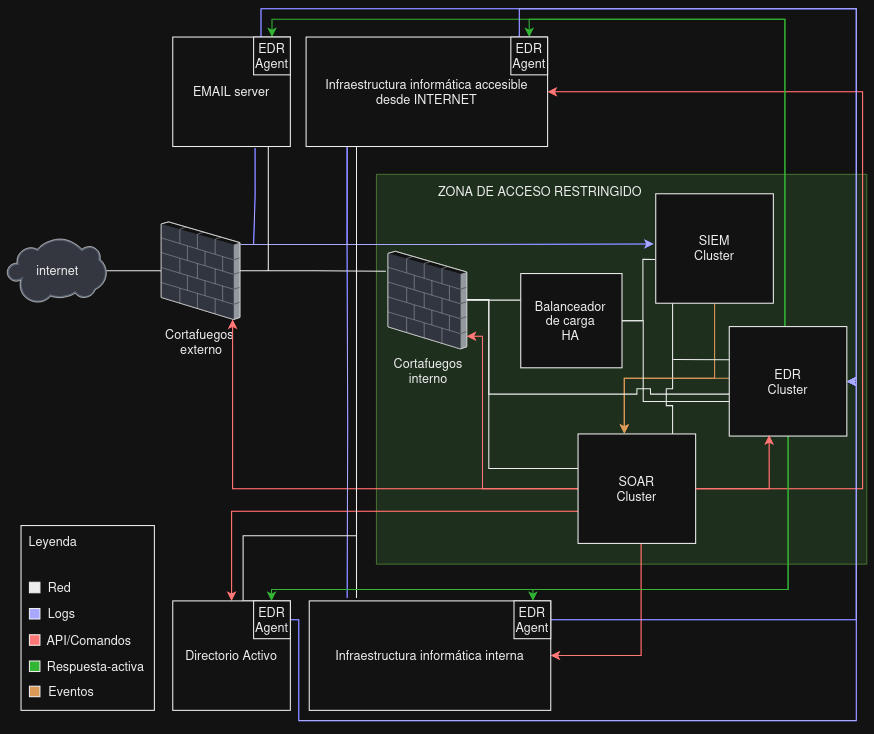 EDR
Agent
EMAIL server
EDR
Agent
Infraestructura informática accesible
desde INTERNET
ZONA DE ACCESO RESTRINGIDO
SIEM
Cluster
internet
Cortafuegos
externo
Cortafuegos
interno
Balanceador
de carga
HA
EDR
Cluster
SOAR
Cluster
Leyenda
Red
Logs
API/Comandos
Respuesta-activa
Eventos
EDR
Agent
Directorio Activo
EDR
Agent
Infraestructura informática interna